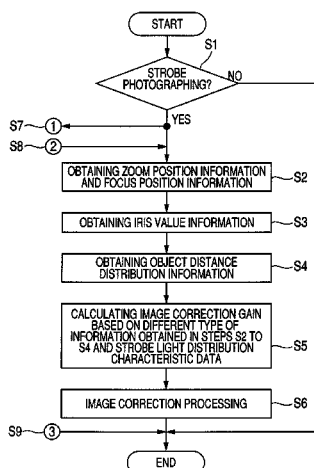 START
S1
STROBE
PHOTOGRAPHING?
NO
YES
S7
1
S8
2
OBTAINING ZOOM POSITION INFORMATION
AND FOCUS POSITION INFORMATION
S2
OBTAINING IRIS VALUE INFORMATION
S3
OBTAINING OBJECT DISTANCE
DISTRIBUTION INFORMATION
S4
CALCULATING IMAGE CORRECTION GAIN
BASED ON DIFFERENT TYPE OF
INFORMATION OBTAINED IN STEPS S2 TO
S4 AND STROBE LIGHT DISTRIBUTION
CHARACTERISTIC DATA
S5
IMAGE CORRECTION PROCESSING
S6
S9
3
END